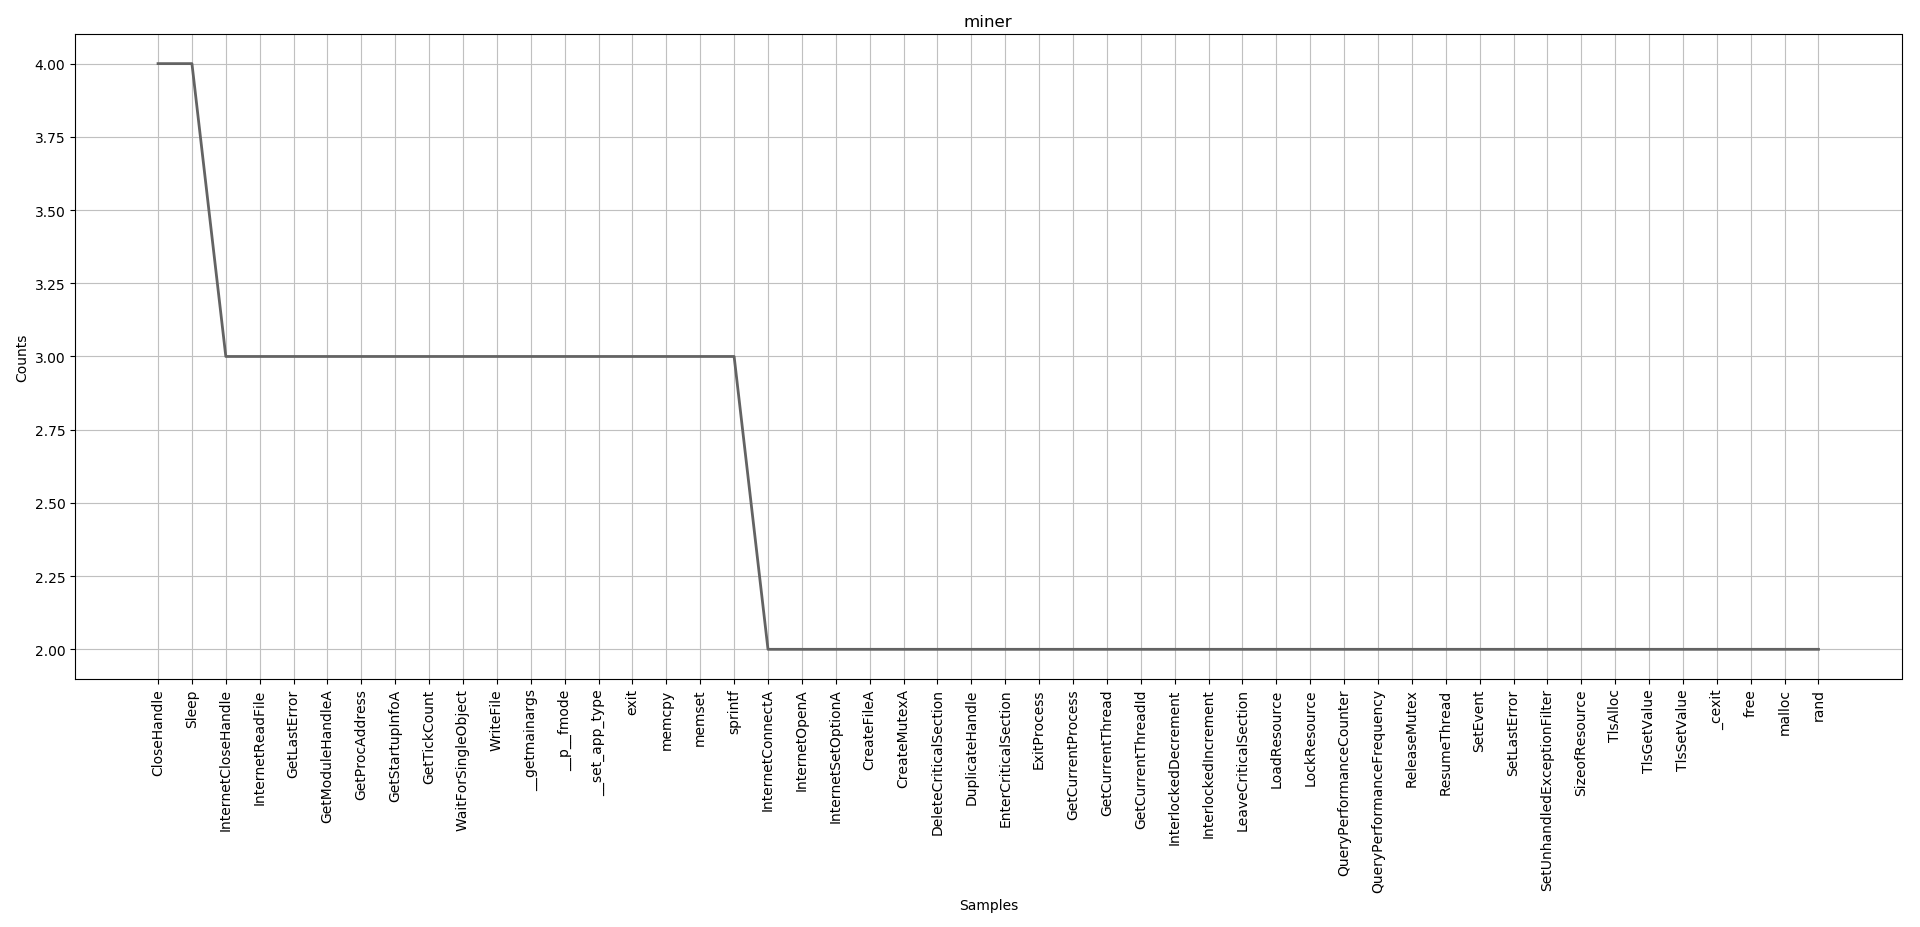 miner
Counts
4.00
3.75
3.50
3.25
3.00
2.75
2.50
2.25
2.00
CloseHandle
Sleep
InternetCloseHandle
InternetReadFile
GetLastError
GetModuleHandleA
GetProcAddress
GetStartupInfoA
GetTickCount
WaitForSingleObject
WriteFile
__getmainargs
__p__fmode
__set_app_type
exit
memcpy
memset
sprintf
InternetConnectA
InternetOpenA
InternetSetOptionA
CreateFileA
CreateMutexA
DeleteCriticalSection
DuplicateHandle
EnterCriticalSection
ExitProcess
GetCurrentProcess
GetCurrentThread
GetCurrentThreadId
InterlockedDecrement
InterlockedIncrement
LeaveCriticalSection
LoadResource
LockResource
QueryPerformanceCounter
QueryPerformanceFrequency
ReleaseMutex
ResumeThread
SetEvent
SetLastError
SetUnhandledExceptionFilter
SizeofResource
TlsAlloc
TlsGetValue
TlsSetValue
_cexit
free
malloc
rand
Samples